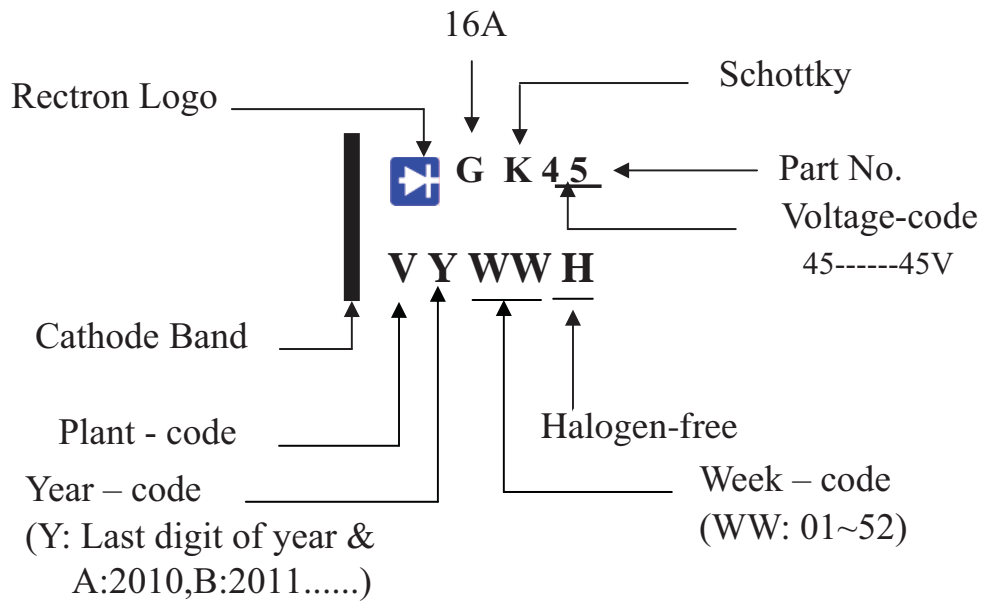 16A
Schottky
Rectron Logo
G K 4 5
Part No.
Voltage-code
45------45V
V Y WW H
Cathode Band
Plant - code
Halogen-free
Year – code
(Y: Last digit of year &
A:2010,B:2011......)
Week – code
(WW: 01~52)